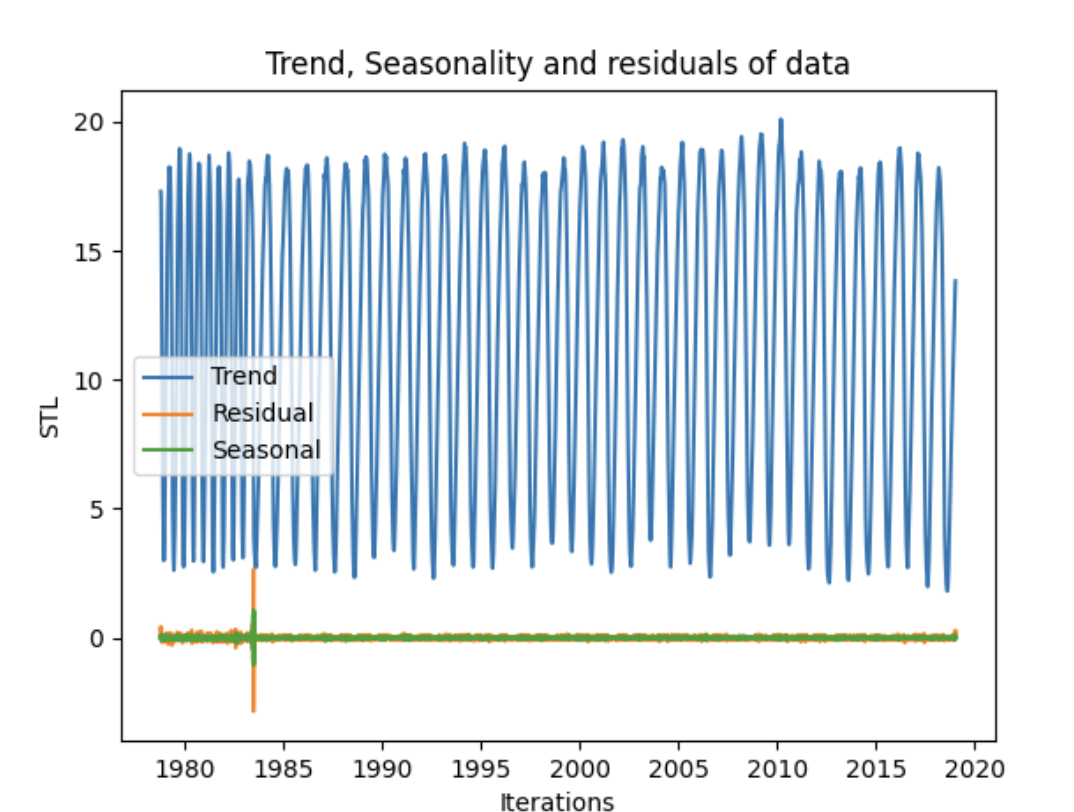 Trend, Seasonality and residuals of data
20
15
10
5
0
STL
Trend
Residual
Seasonal
1980 1985 1990 1995 2000 2005 2010 2015 2020
Iterations